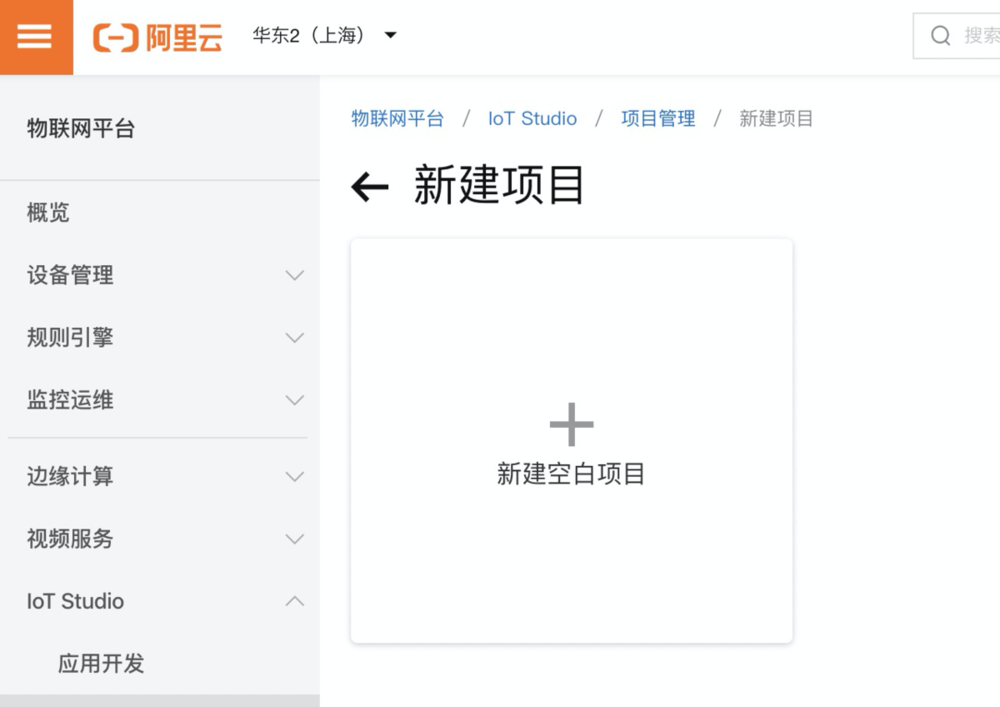 阿里云 华东2（上海） 搜索
物联网平台
概览
设备管理
规则引擎
监控运维
边缘计算
视频服务
IoT Studio
应用开发
物联网平台 / IoT Studio / 项目管理 / 新建项目
新建项目
新建空白项目